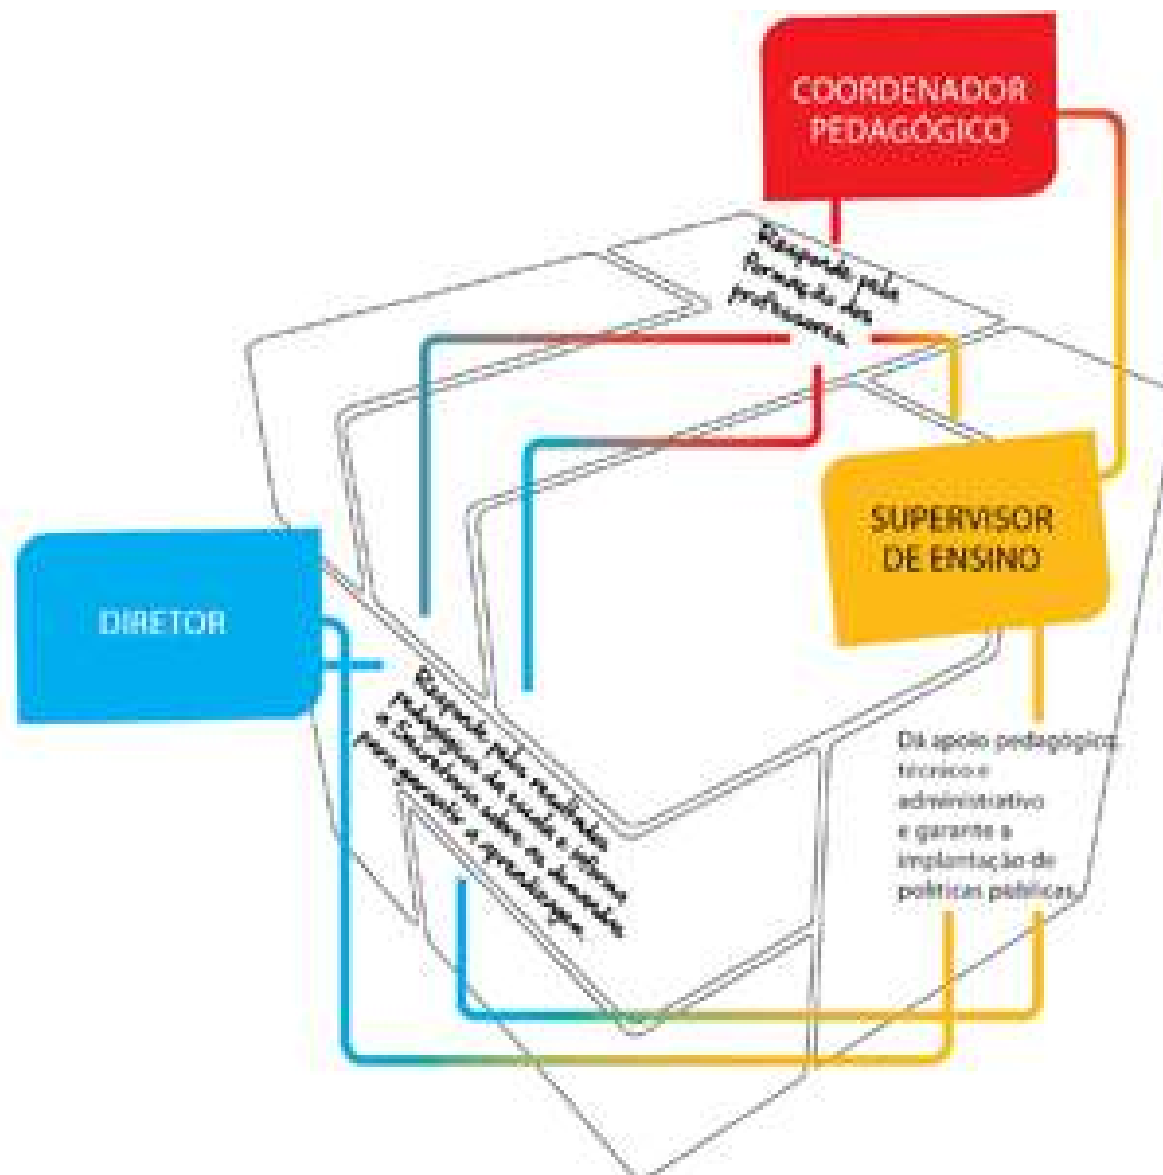 COORDENADOR
PEDAGÓGICO
Responde pela
formação dos
professores.
SUPERVISOR
DE ENSINO
DIRETOR
Responde pelos resultados
pedagógicos da escola e informa
a Secretaria sobre as demandas
para garantir a aprendizagem.
Dá apoio pedagógico,
técnico e
administrativo
e garante a
implantação de
políticas públicas.